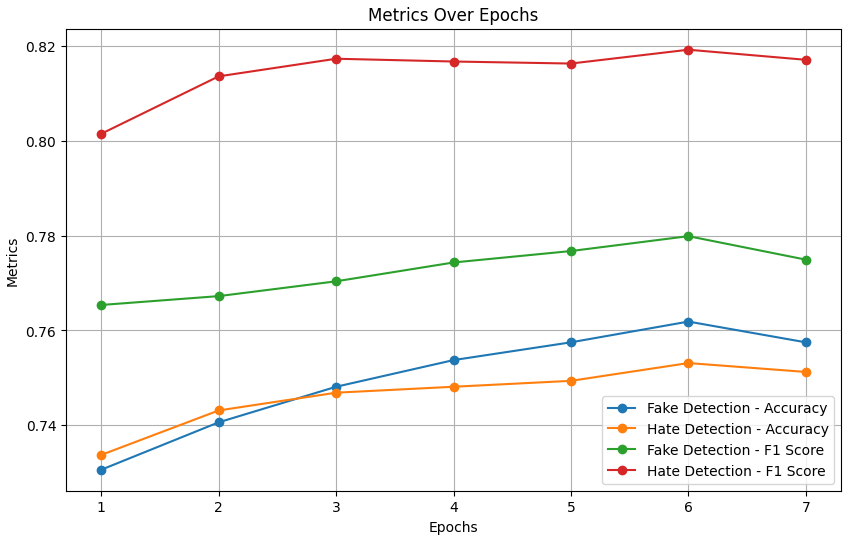 Metrics Over Epochs
0.82
0.80
0.78
0.76
0.74
Metrics
1 2 3 4 5 6 7
Epochs
Fake Detection - Accuracy
Hate Detection - Accuracy
Fake Detection - F1 Score
Hate Detection - F1 Score